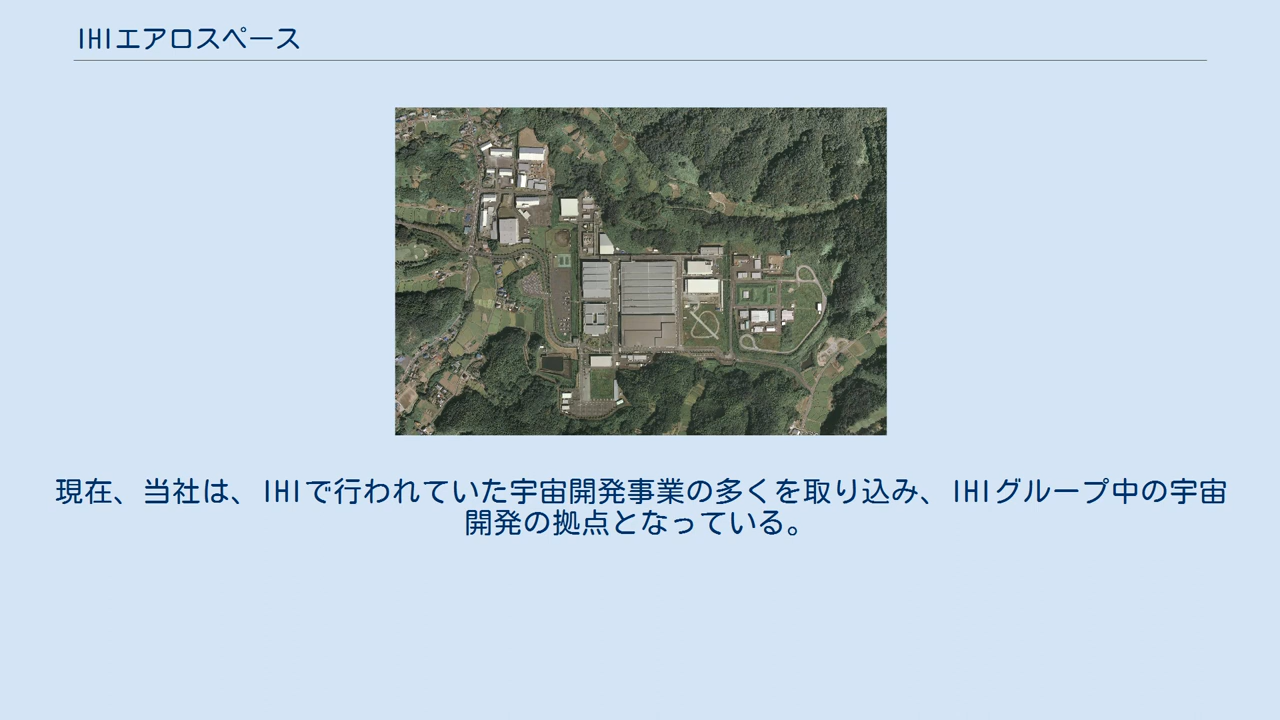 IHIエアロスペース
現在、当社は、IHIで行われていた宇宙開発事業の多くを取り込み、IHIグループ中の宇宙
開発の拠点となっている。